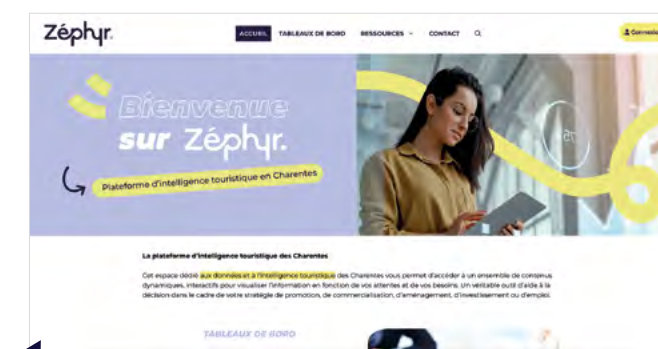 Zéphyr.
ACCUEIL TABLEAUX DE BORD RESSOURCES CONTACT
Connexio
Bienvenue
sur Zéphyr.
Plateforme d'intelligence touristique en Charentes
La plateforme d'intelligence touristique des Charentes
Cet espace dédié aux données et à l'intelligence touristique des Charentes vous permet d'accéder à un ensemble de contenus
dynamiques, interactifs pour visualiser l'information en fonction de vos attentes et de vos besoins. Un véritable outil d'aide à la
décision dans le cadre de votre stratégie de promotion, de commercialisation, d'aménagement, d'investissement ou d'emploi.
TABLEAUX DE BORD